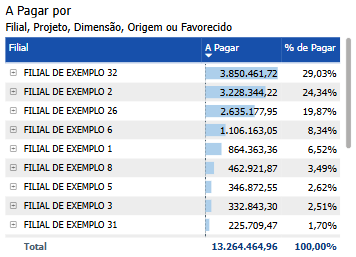 A Pagar por
Filial, Projeto, Dimensão, Origem ou Favorecido
Filial A Pagar % de Pagar
FILIAL DE EXEMPLO 32 3.850.461,72 29,03%
FILIAL DE EXEMPLO 2 3.228.344,22 24,34%
FILIAL DE EXEMPLO 26 2.635.177,95 19,87%
FILIAL DE EXEMPLO 6 1.106.163,05 8,34%
FILIAL DE EXEMPLO 1 864.363,36 6,52%
FILIAL DE EXEMPLO 8 462.921,87 3,49%
FILIAL DE EXEMPLO 5 346.872,55 2,62%
FILIAL DE EXEMPLO 3 332.843,30 2,51%
FILIAL DE EXEMPLO 31 225.709,47 1,70%
Total 13.264.464,96 100,00%